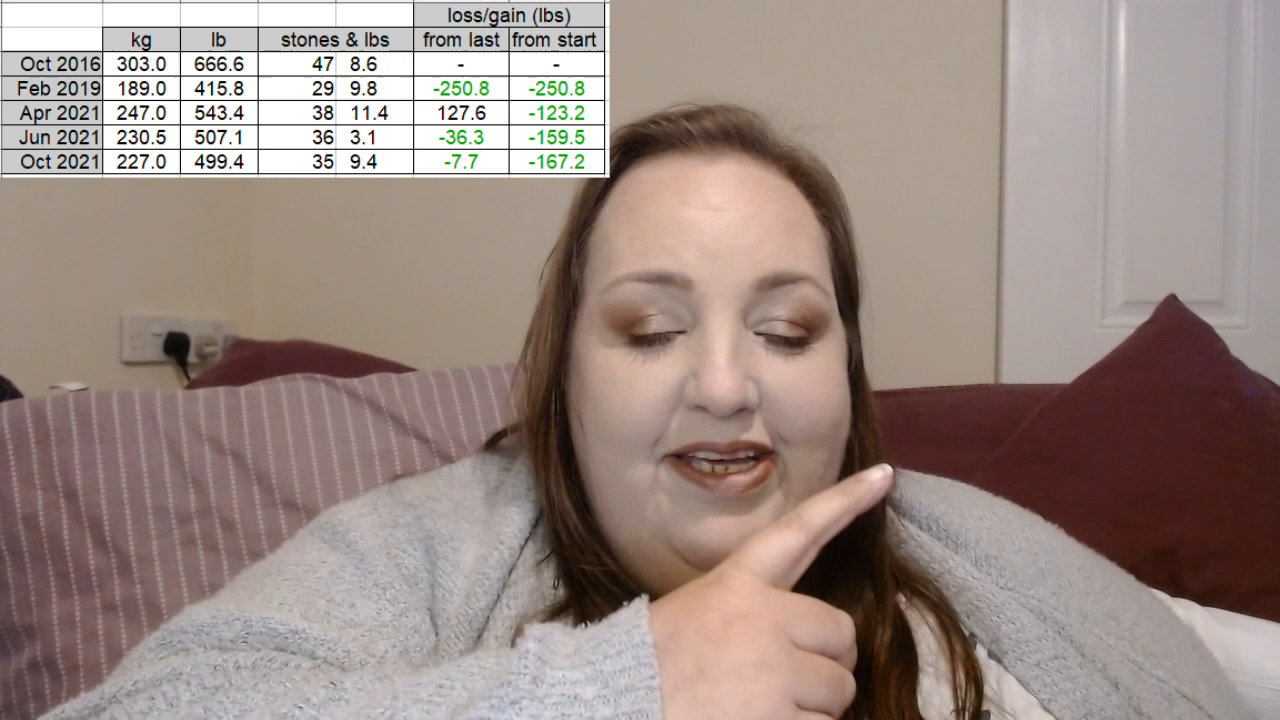 loss/gain (lbs)
kg lb stones & lbs from last from start
Oct 2016 303.0 666.6 47 8.6 - -
Feb 2019 189.0 415.8 29 9.8 -250.8 -250.8
Apr 2021 247.0 543.4 38 11.4 127.6 -123.2
Jun 2021 230.5 507.1 36 3.1 -36.3 -159.5
Oct 2021 227.0 499.4 35 9.4 -7.7 -167.2